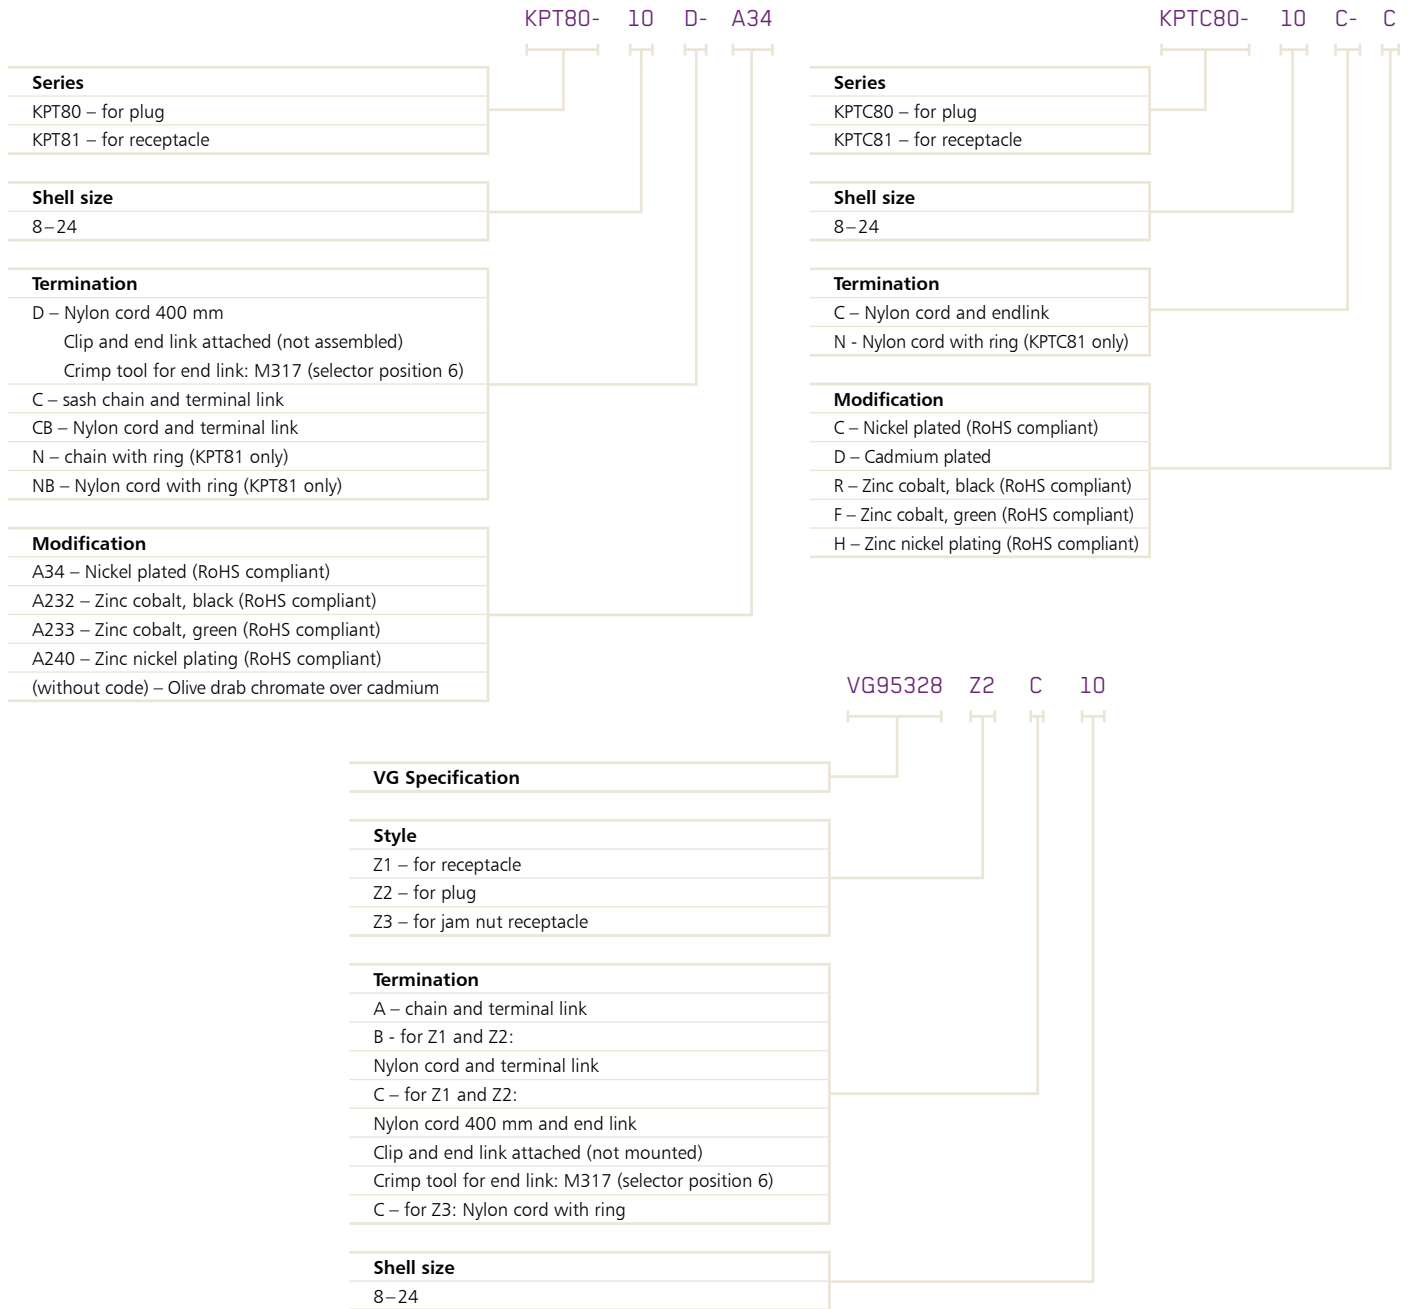 KPT80- 10 D- A34
Series
KPT80 – for plug
KPT81 – for receptacle
Shell size
8–24
Termination
D – Nylon cord 400 mm
Clip and end link attached (not assembled)
Crimp tool for end link: M317 (selector position 6)
C – sash chain and terminal link
CB – Nylon cord and terminal link
N – chain with ring (KPT81 only)
NB – Nylon cord with ring (KPT81 only)
Modification
A34 – Nickel plated (RoHS compliant)
A232 – Zinc cobalt, black (RoHS compliant)
A233 – Zinc cobalt, green (RoHS compliant)
A240 – Zinc nickel plating (RoHS compliant)
(without code) – Olive drab chromate over cadmium
KPTC80- 10 C- C
Series
KPTC80 – for plug
KPTC81 – for receptacle
Shell size
8–24
Termination
C – Nylon cord and endlink
N - Nylon cord with ring (KPTC81 only)
Modification
C – Nickel plated (RoHS compliant)
D – Cadmium plated
R – Zinc cobalt, black (RoHS compliant)
F – Zinc cobalt, green (RoHS compliant)
H – Zinc nickel plating (RoHS compliant)
VG95328 Z2 C 10
VG Specification
Style
Z1 – for receptacle
Z2 – for plug
Z3 – for jam nut receptacle
Termination
A – chain and terminal link
B - for Z1 and Z2:
Nylon cord and terminal link
C – for Z1 and Z2:
Nylon cord 400 mm and end link
Clip and end link attached (not mounted)
Crimp tool for end link: M317 (selector position 6)
C – for Z3: Nylon cord with ring
Shell size
8–24